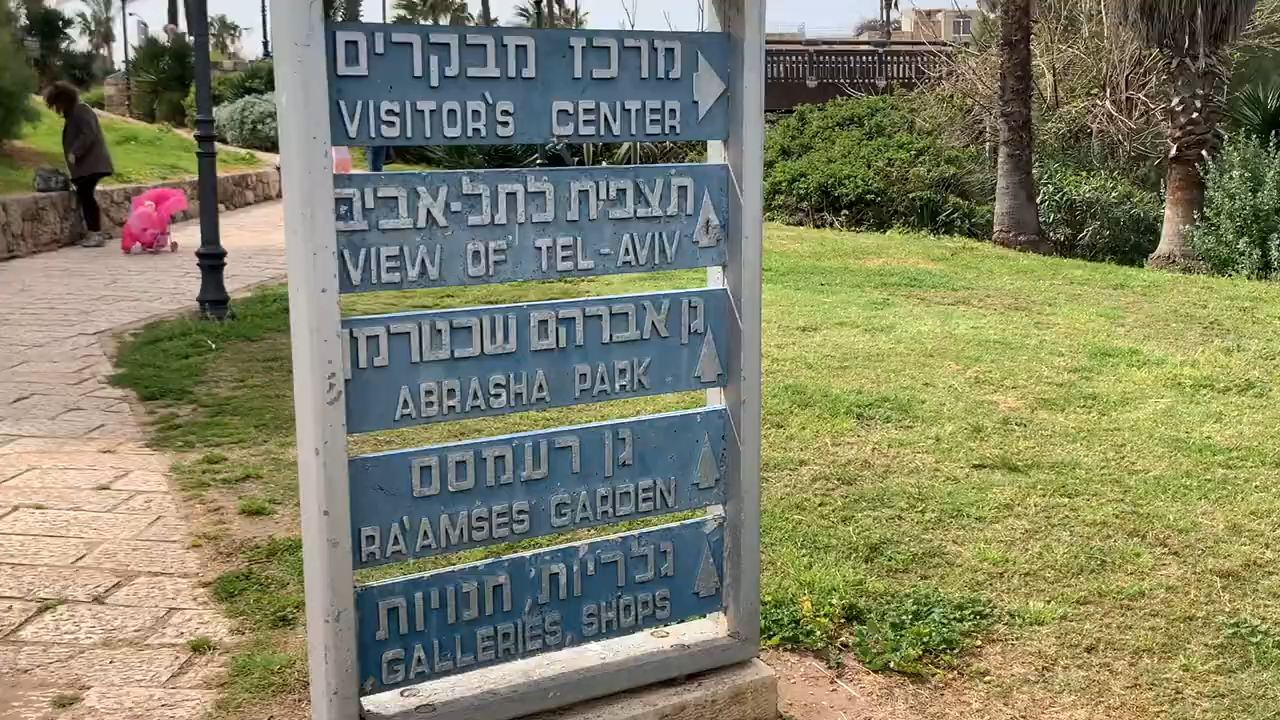 מרכז מבקרים
VISITOR'S CENTER
תצפית לתל-אביב
VIEW OF TEL-AVIV
גן אברהם שכטרמן
ABRASHA PARK
גן רעמסס
RA'AMSES GARDEN
גלריות, חנויות
GALLERIES, SHOPS